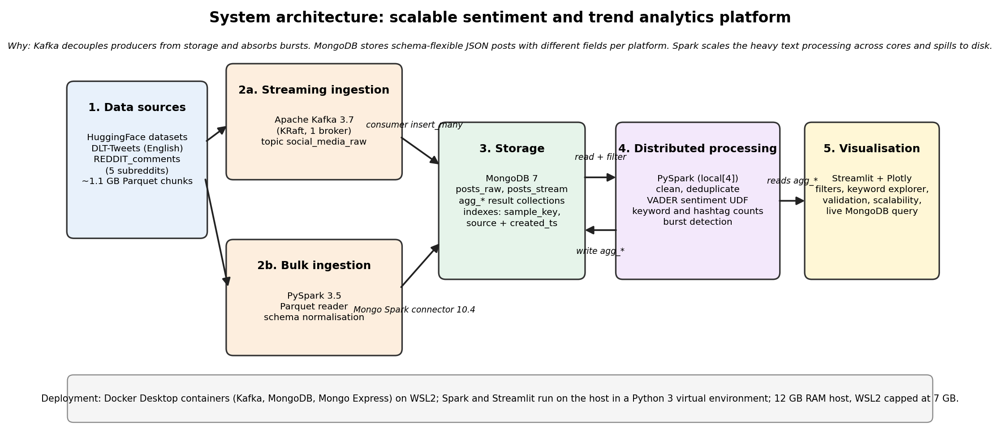 System architecture: scalable sentiment and trend analytics platform
Why: Kafka decouples producers from storage and absorbs bursts. MongoDB stores schema-flexible JSON posts with different fields per platform. Spark scales the heavy text processing across cores and spills to disk.
1. Data sources
HuggingFace datasets
DLT-Tweets (English)
REDDIT_comments
(5 subreddits)
~1.1 GB Parquet chunks
2a. Streaming ingestion
Apache Kafka 3.7
(KRaft, 1 broker)
topic social_media_raw
consumer insert_many
2b. Bulk ingestion
PySpark 3.5
Parquet reader
schema normalisation
Mongo Spark connector 10.4
3. Storage
MongoDB 7
posts_raw, posts_stream
agg_* result collections
indexes: sample_key,
source + created_ts
read + filter
write agg_*
4. Distributed processing
PySpark (local[4])
clean, deduplicate
VADER sentiment UDF
keyword and hashtag counts
burst detection
reads agg_*
5. Visualisation
Streamlit + Plotly
filters, keyword explorer,
validation, scalability,
live MongoDB query
Deployment: Docker Desktop containers (Kafka, MongoDB, Mongo Express) on WSL2; Spark and Streamlit run on the host in a Python 3 virtual environment; 12 GB RAM host, WSL2 capped at 7 GB.